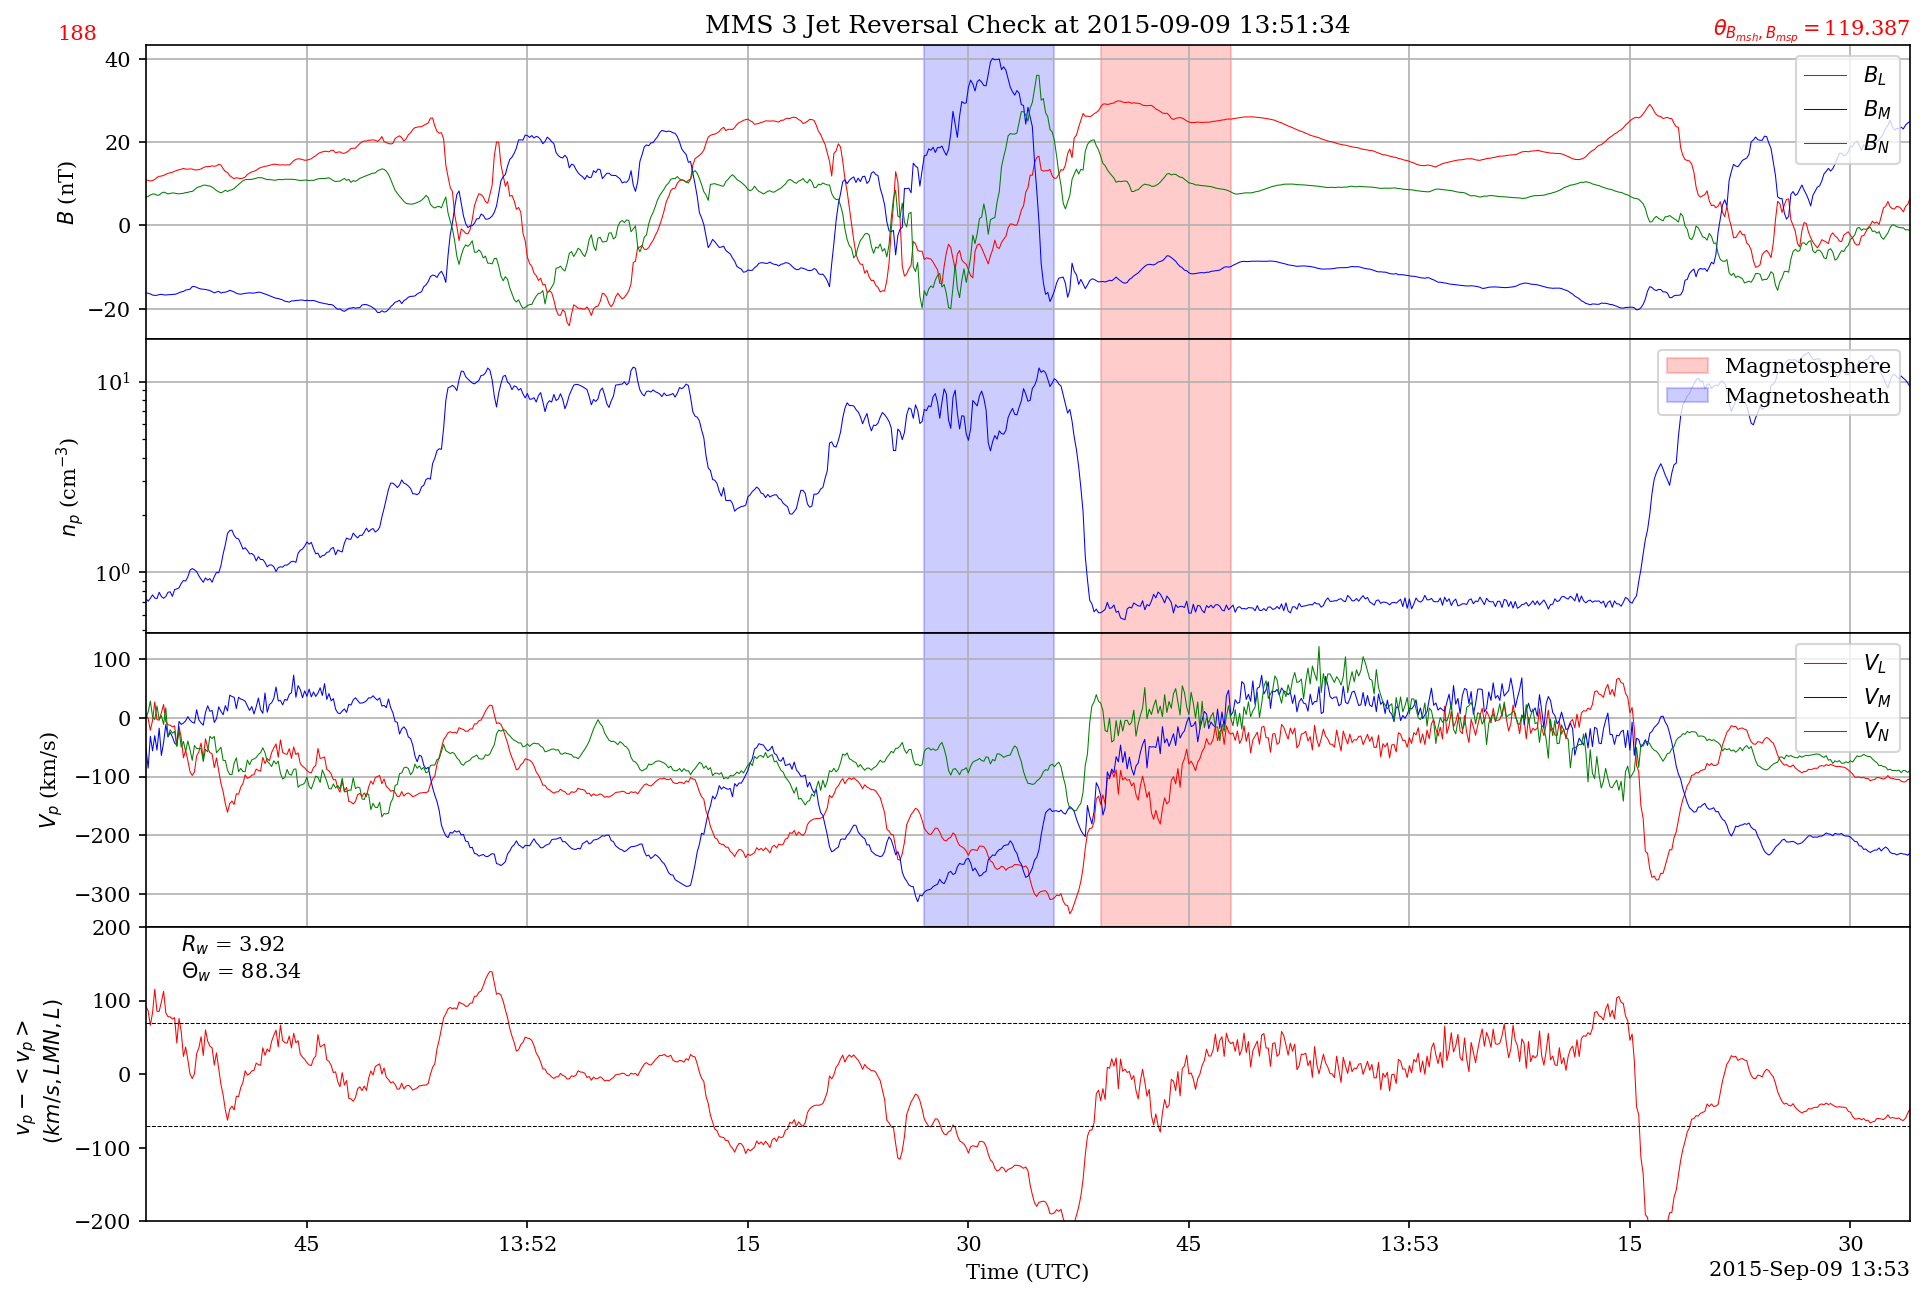 MMS 3 Jet Reversal Check at 2015-09-09 13:51:34
188
θ_{B_{msh}, B_{msp}} = 119.387
40
20
0
−20
B (nT)
B_L
B_M
B_N
10^1
10^0
n_p (cm^{−3})
Magnetosphere
Magnetosheath
100
0
−100
−200
−300
V_p (km/s)
V_L
V_M
V_N
200
100
0
−100
−200
v_p − < v_p >
(km/s, LMN, L)
R_w = 3.92
Θ_w = 88.34
45 13:52 15 30 45 13:53 15 30
Time (UTC)
2015-Sep-09 13:53